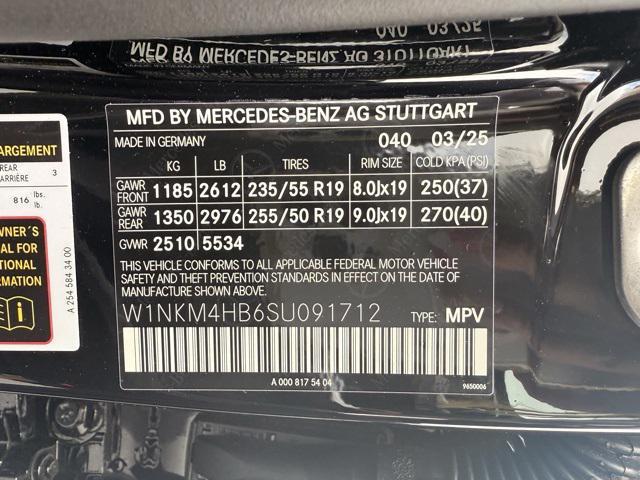 MFD BY MERCEDES-BENZ AG STUTTGART
MADE IN GERMANY 040 03/25
KG LB TIRES RIM SIZE COLD KPA (PSI)
GAWR FRONT 1185 2612 235/55 R19 8.0Jx19 250(37)
GAWR REAR 1350 2976 255/50 R19 9.0Jx19 270(40)
GVWR 2510 5534
THIS VEHICLE CONFORMS TO ALL APPLICABLE FEDERAL MOTOR VEHICLE
SAFETY AND THEFT PREVENTION STANDARDS IN EFFECT ON THE DATE OF
MANUFACTURE SHOWN ABOVE.
W1NKM4HB6SU091712 TYPE: MPV
A 000 817 54 04 9650006
ARGEMENT
REAR
ARRIÈRE 3
816 lbs.
lb.
WNER´S
AL FOR
TIONAL
MATION
A 254 584 34 00